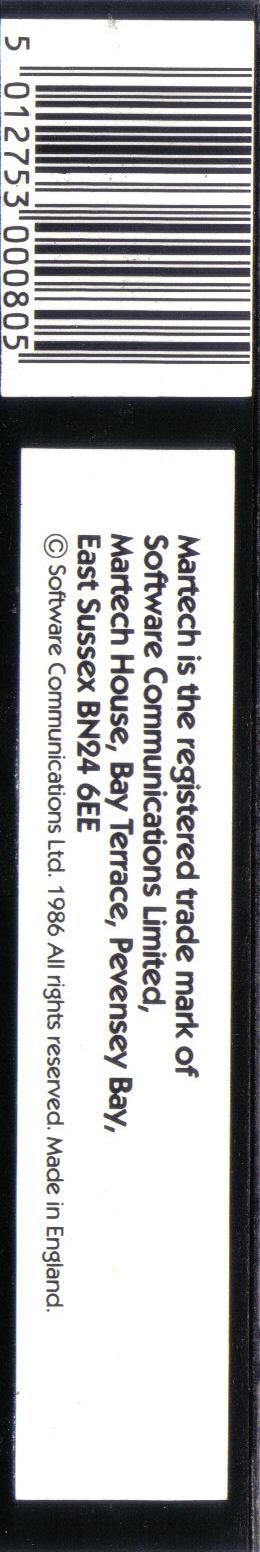 5 012753 000805
Martech is the registered trade mark of
Software Communications Limited,
Martech House, Bay Terrace, Pevensey Bay,
East Sussex BN24 6EE
© Software Communications Ltd. 1986 All rights reserved. Made in England.